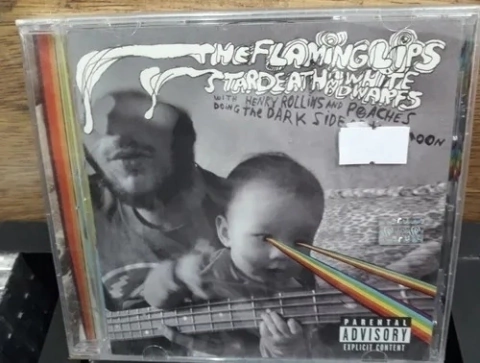 THE FLAMING LIPS
STARDEATH AND WHITE DWARFS
WITH HENRY ROLLINS AND PEACHES
DOING THE DARK SIDE OON
PARENTAL
ADVISORY
EXPLICIT CONTENT